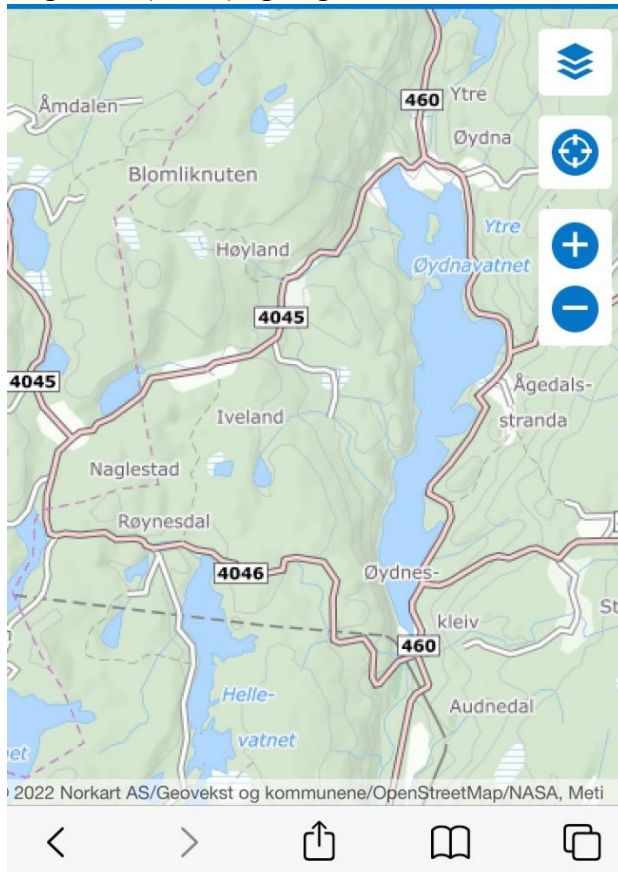 460
Ytre
Øydna
Åmdalen
Blomliknuten
Ytre
Øydnavatnet
Høyland
4045
4045
Ågedals-
stranda
Iveland
Naglestad
Røynesdal
4046
Øydnes-
kleiv
St
460
Helle-
vatnet
Audnedal
et
2022 Norkart AS/Geovekst og kommunene/OpenStreetMap/NASA, Meti